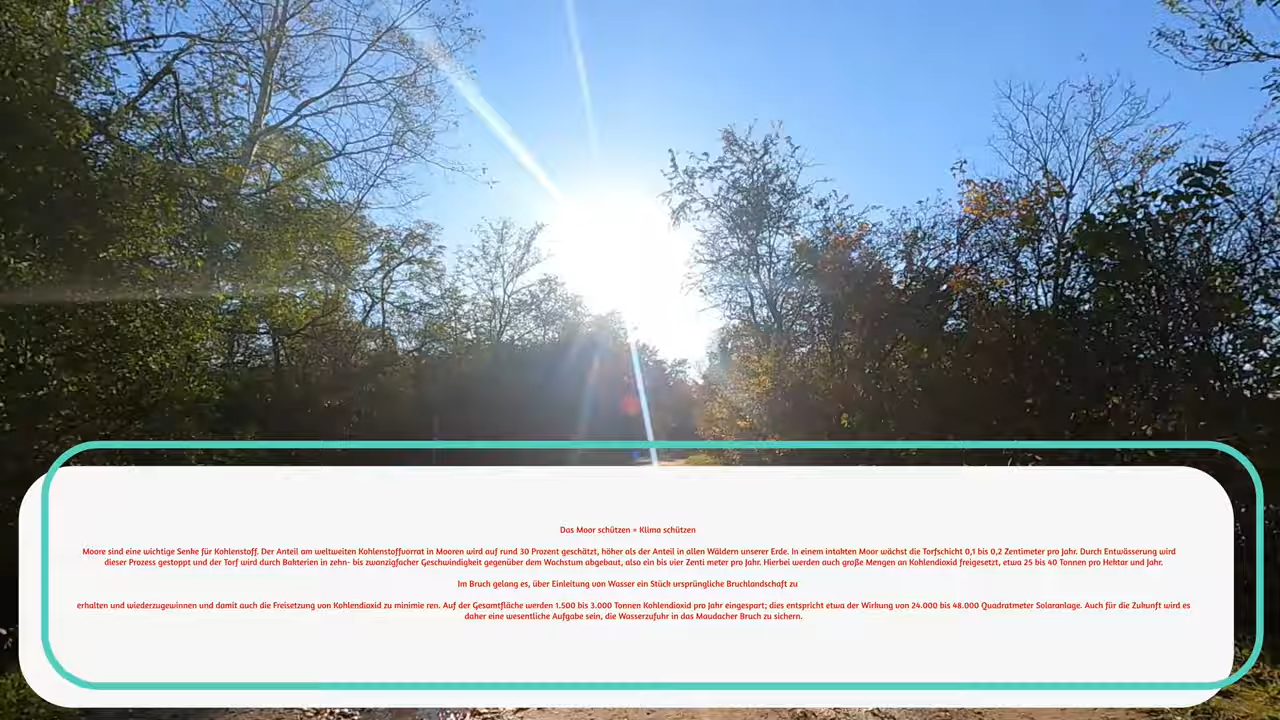 Das Moor schützen = Klima schützen
Moore sind eine wichtige Senke für Kohlenstoff. Der Anteil am weltweiten Kohlenstoffvorrat in Mooren wird auf rund 30 Prozent geschätzt, höher als der Anteil in allen Wäldern unserer Erde. In einem intakten Moor wächst die Torfschicht 0,1 bis 0,2 Zentimeter pro Jahr. Durch Entwässerung wird
dieser Prozess gestoppt und der Torf wird durch Bakterien in zehn- bis zwanzigfacher Geschwindigkeit gegenüber dem Wachstum abgebaut, also ein bis vier Zenti meter pro Jahr. Hierbei werden auch große Mengen an Kohlendioxid freigesetzt, etwa 25 bis 40 Tonnen pro Hektar und Jahr.
Im Bruch gelang es, über Einleitung von Wasser ein Stück ursprüngliche Bruchlandschaft zu
erhalten und wiederzugewinnen und damit auch die Freisetzung von Kohlendioxid zu minimie ren. Auf der Gesamtfläche werden 1.500 bis 3.000 Tonnen Kohlendioxid pro Jahr eingespart; dies entspricht etwa der Wirkung von 24.000 bis 48.000 Quadratmeter Solaranlage. Auch für die Zukunft wird es
daher eine wesentliche Aufgabe sein, die Wasserzufuhr in das Maudacher Bruch zu sichern.